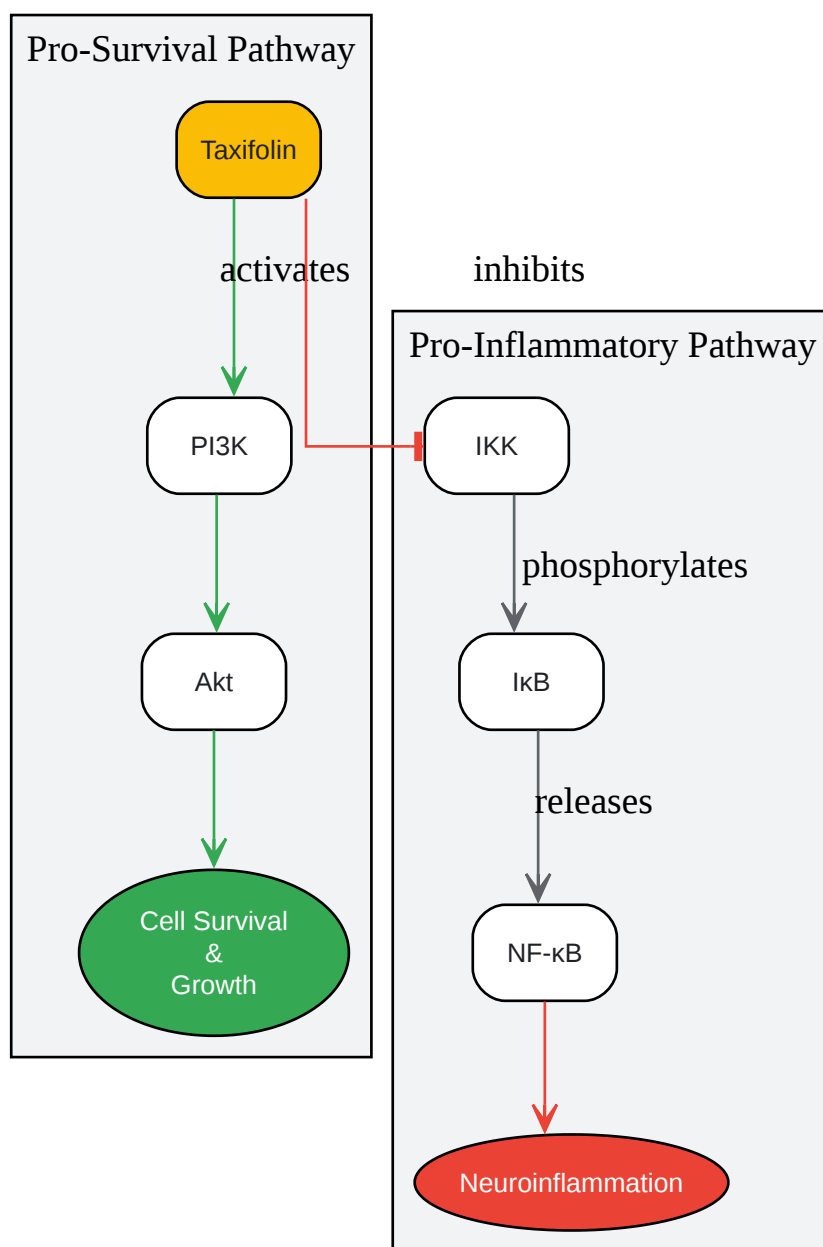 Pro-Survival Pathway
Taxifolin
activates
inhibits
Pro-Inflammatory Pathway
PI3K
IKK
phosphorylates
Akt
IκB
releases
Cell Survival
&
Growth
NF-κB
Neuroinflammation